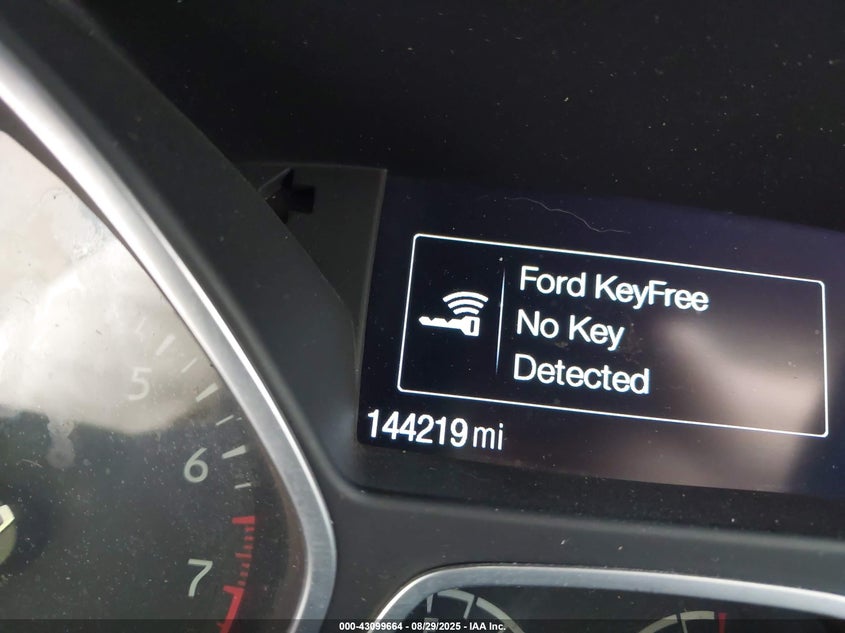 Ford KeyFree
No Key
Detected
144219 mi
5
6
7
000-43099664 - 08/29/2025 - IAA Inc.